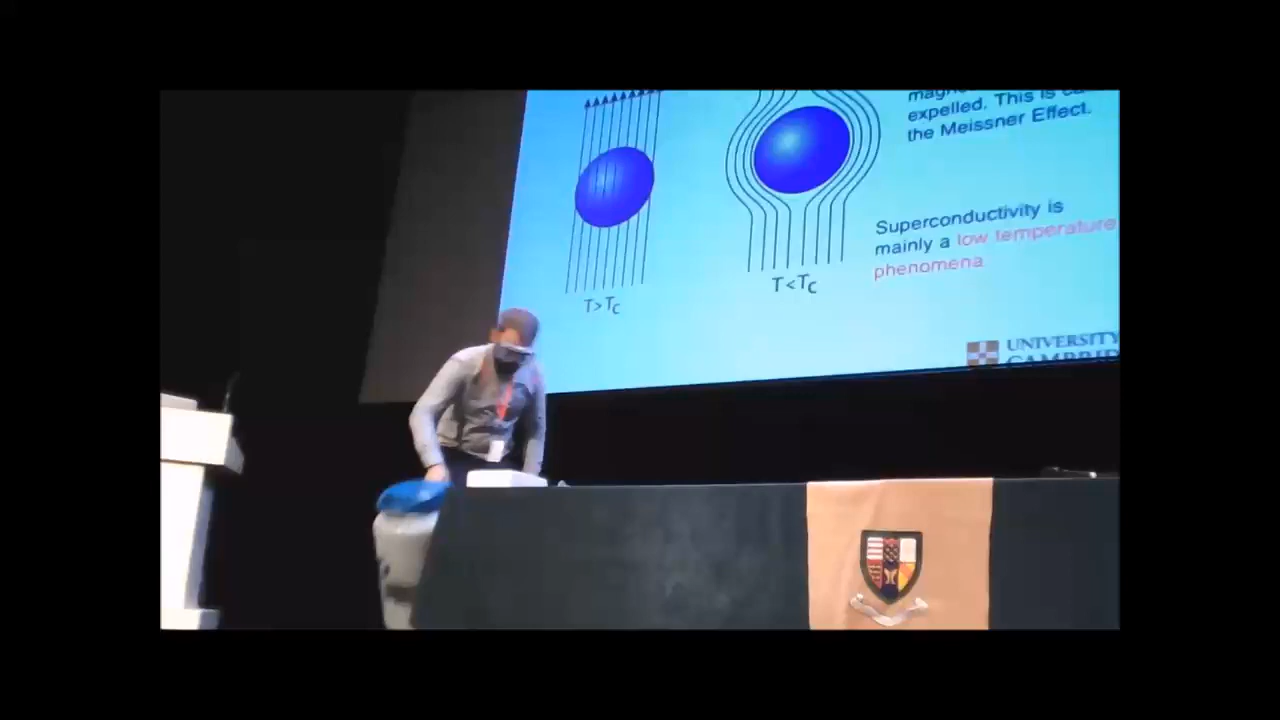 expelled. This is
the Meissner Effect.
Superconductivity is
mainly a low temperature
phenomena
T>Tc
T<Tc
UNIVERSITY